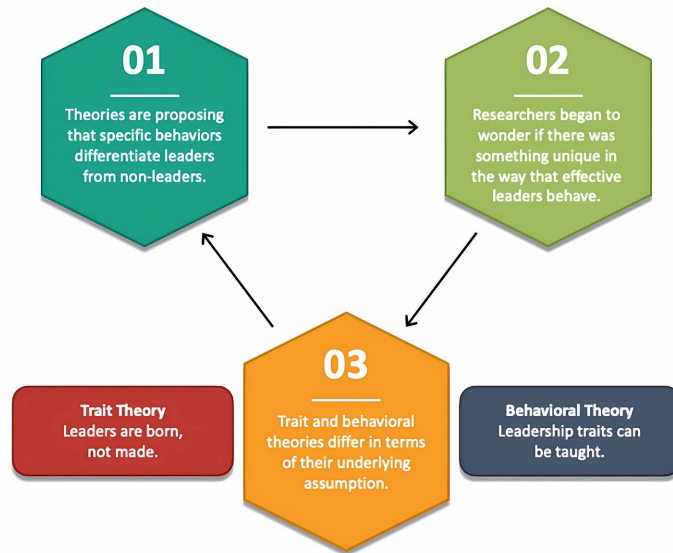 01
Theories are proposing
that specific behaviors
differentiate leaders
from non-leaders.
02
Researchers began to
wonder if there was
something unique in
the way that effective
leaders behave.
03
Trait and behavioral
theories differ in terms
of their underlying
assumption.
Trait Theory
Leaders are born,
not made.
Behavioral Theory
Leadership traits can
be taught.